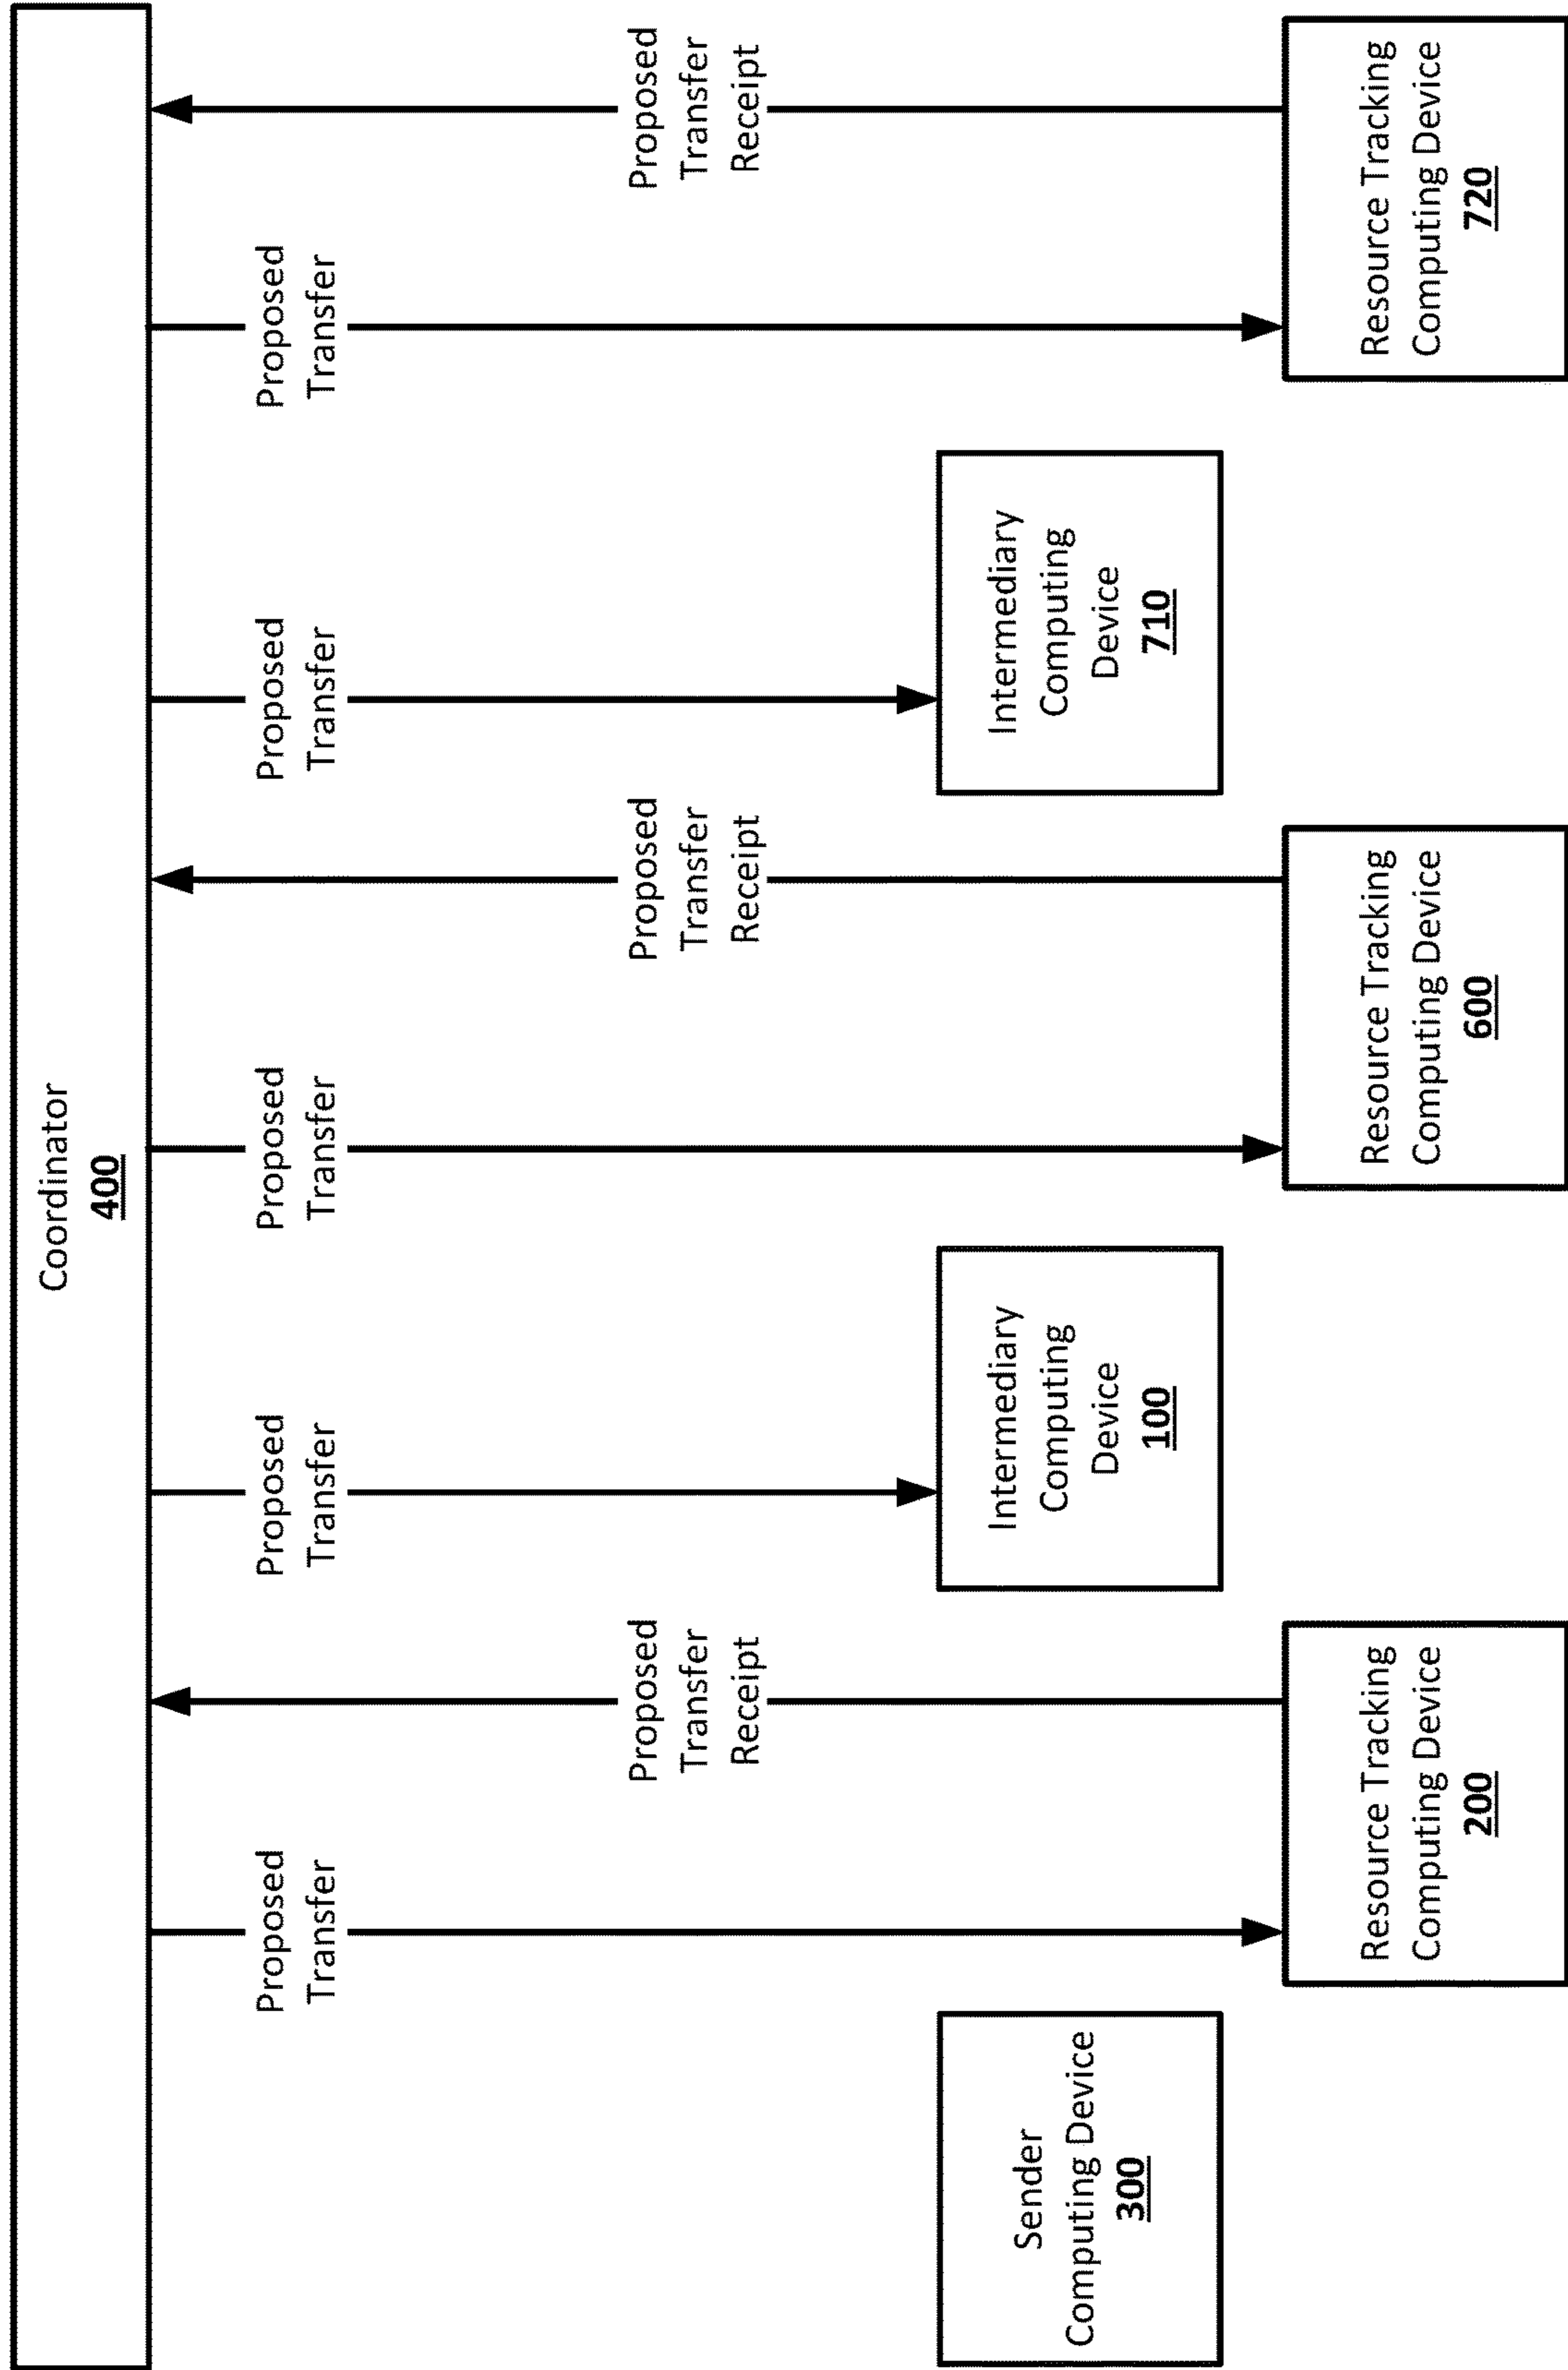 Coordinator
400
Proposed
Transfer
Proposed
Transfer
Proposed
Transfer
Proposed
Transfer
Proposed
Transfer
Proposed
Transfer
Receipt
Proposed
Transfer
Receipt
Proposed
Transfer
Receipt
Sender
Computing Device
300
Intermediary
Computing
Device
100
Intermediary
Computing
Device
710
Resource Tracking
Computing Device
200
Resource Tracking
Computing Device
600
Resource Tracking
Computing Device
720